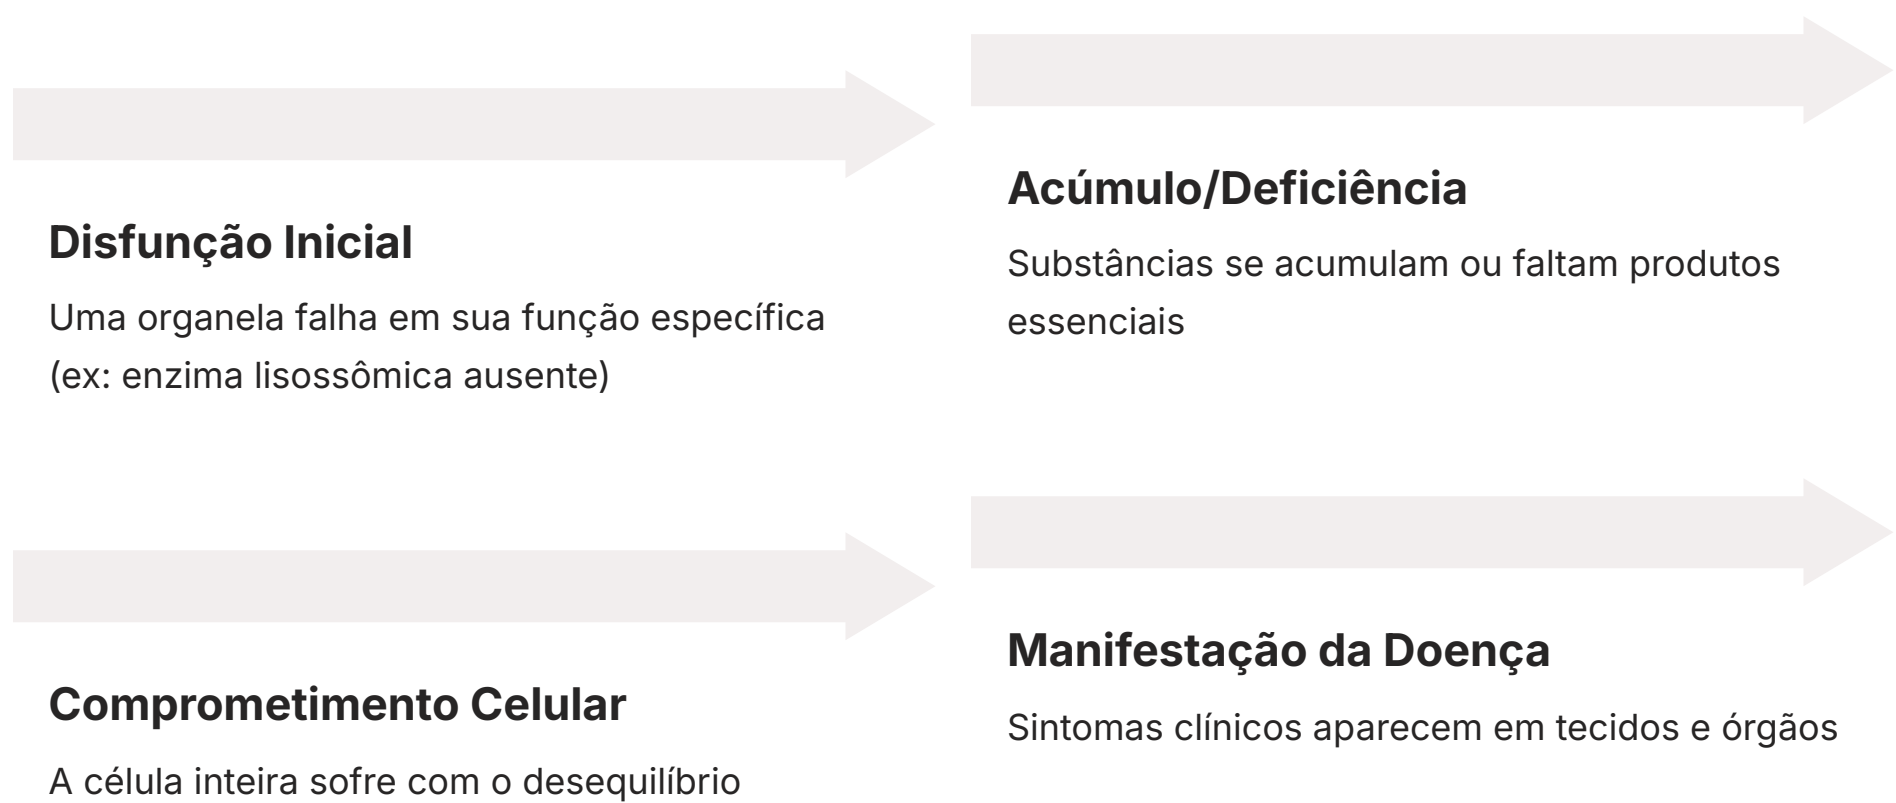 Disfunção Inicial
Uma organela falha em sua função específica
(ex: enzima lisossômica ausente)
Acúmulo/Deficiência
Substâncias se acumulam ou faltam produtos
essenciais
Comprometimento Celular
A célula inteira sofre com o desequilíbrio
Manifestação da Doença
Sintomas clínicos aparecem em tecidos e órgãos